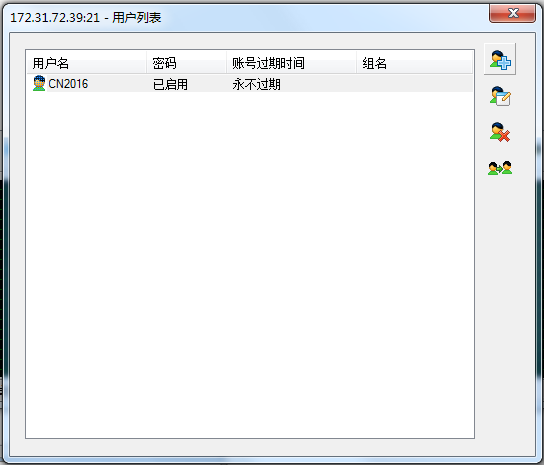 172.31.72.39:21 - 用户列表
用户名 密码 账号过期时间 组名
CN2016 已启用 永不过期